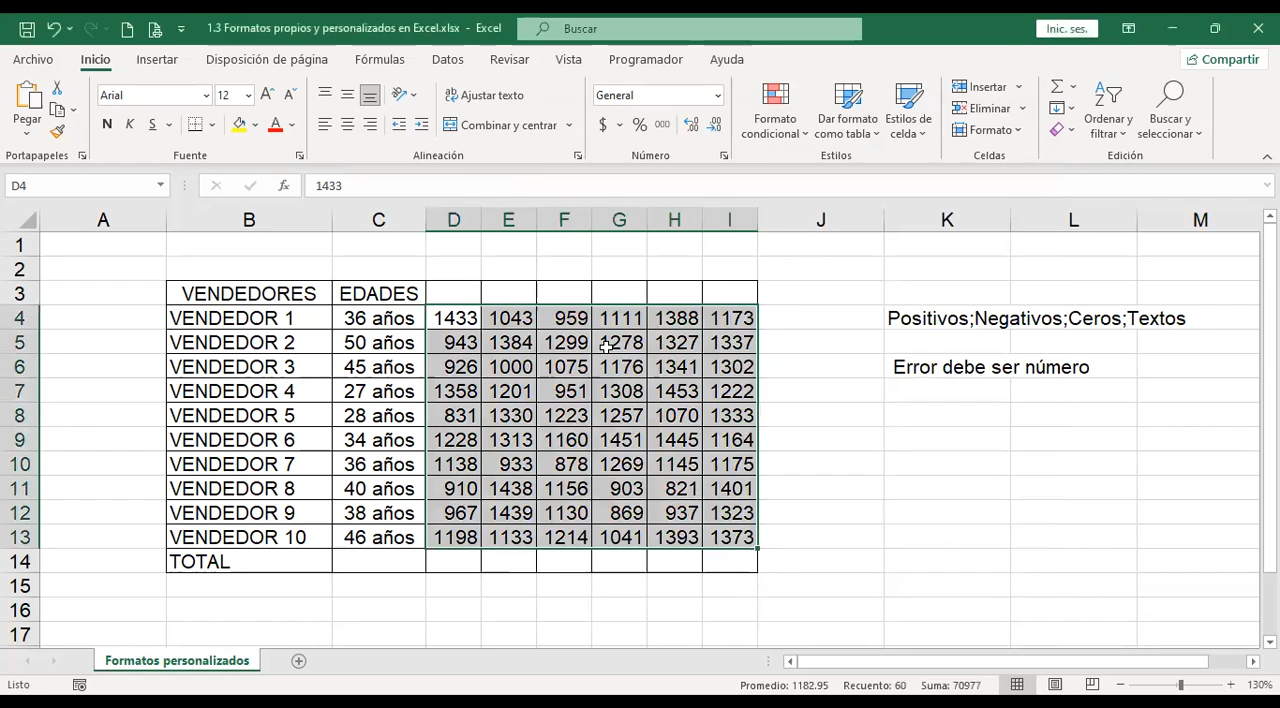 1.3 Formatos propios y personalizados en Excel.xlsx - Excel
Buscar
Inic. ses.
Archivo Inicio Insertar Disposición de página Fórmulas Datos Revisar Vista Programador Ayuda
Compartir
Pegar
Arial 12
N K S
Ajustar texto
Combinar y centrar
General
$ % 000
Formato condicional
Dar formato como tabla
Estilos de celda
Insertar
Eliminar
Formato
Ordenar y filtrar
Buscar y seleccionar
Portapapeles Fuente Alineación Número Estilos Celdas Edición
D4 fx 1433
A B C D E F G H I J K L M
1
2
3 VENDEDORES EDADES
4 VENDEDOR 1 36 años 1433 1043 959 1111 1388 1173 Positivos;Negativos;Ceros;Textos
5 VENDEDOR 2 50 años 943 1384 1299 1278 1327 1337
6 VENDEDOR 3 45 años 926 1000 1075 1176 1341 1302 Error debe ser número
7 VENDEDOR 4 27 años 1358 1201 951 1308 1453 1222
8 VENDEDOR 5 28 años 831 1330 1223 1257 1070 1333
9 VENDEDOR 6 34 años 1228 1313 1160 1451 1445 1164
10 VENDEDOR 7 36 años 1138 933 878 1269 1145 1175
11 VENDEDOR 8 40 años 910 1438 1156 903 821 1401
12 VENDEDOR 9 38 años 967 1439 1130 869 937 1323
13 VENDEDOR 10 46 años 1198 1133 1214 1041 1393 1373
14 TOTAL
15
16
17
Formatos personalizados
Listo
Promedio: 1182.95 Recuento: 60 Suma: 70977
130%